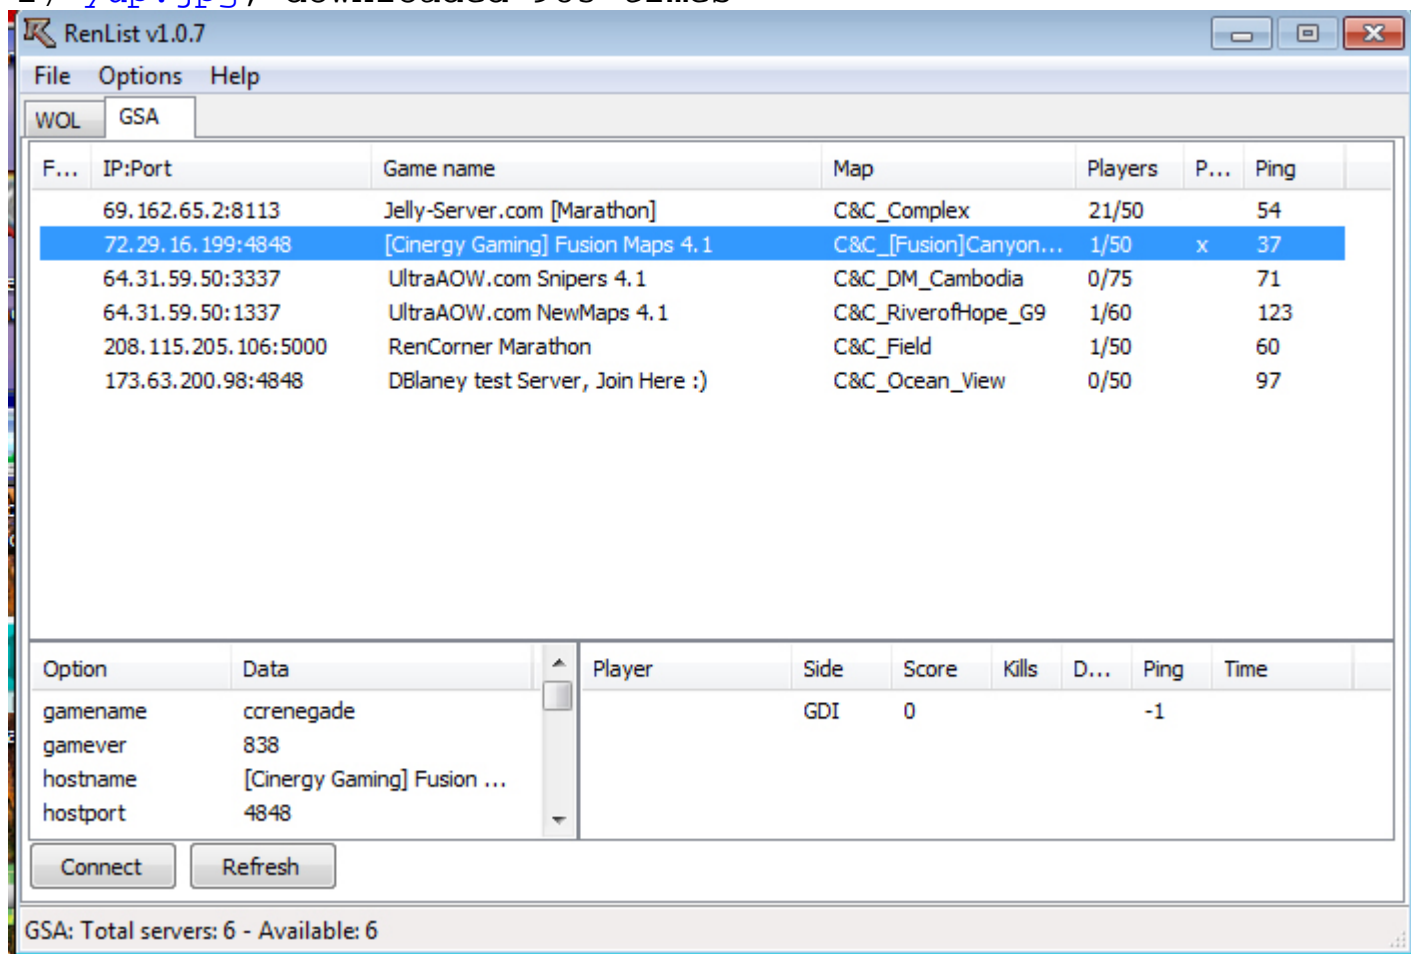 RenList v1.0.7
File Options Help
WOL GSA
F... IP:Port Game name Map Players P... Ping
69.162.65.2:8113 Jelly-Server.com [Marathon] C&C_Complex 21/50 54
72.29.16.199:4848 [Cinergy Gaming] Fusion Maps 4.1 C&C_[Fusion]Canyon... 1/50 x 37
64.31.59.50:3337 UltraAOW.com Snipers 4.1 C&C_DM_Cambodia 0/75 71
64.31.59.50:1337 UltraAOW.com NewMaps 4.1 C&C_RiverofHope_G9 1/60 123
208.115.205.106:5000 RenCorner Marathon C&C_Field 1/50 60
173.63.200.98:4848 DBlaney test Server, Join Here :) C&C_Ocean_View 0/50 97
Option Data Player Side Score Kills D... Ping Time
gamename ccrenegade GDI 0 -1
gamever 838
hostname [Cinergy Gaming] Fusion ...
hostport 4848
Connect Refresh
GSA: Total servers: 6 - Available: 6